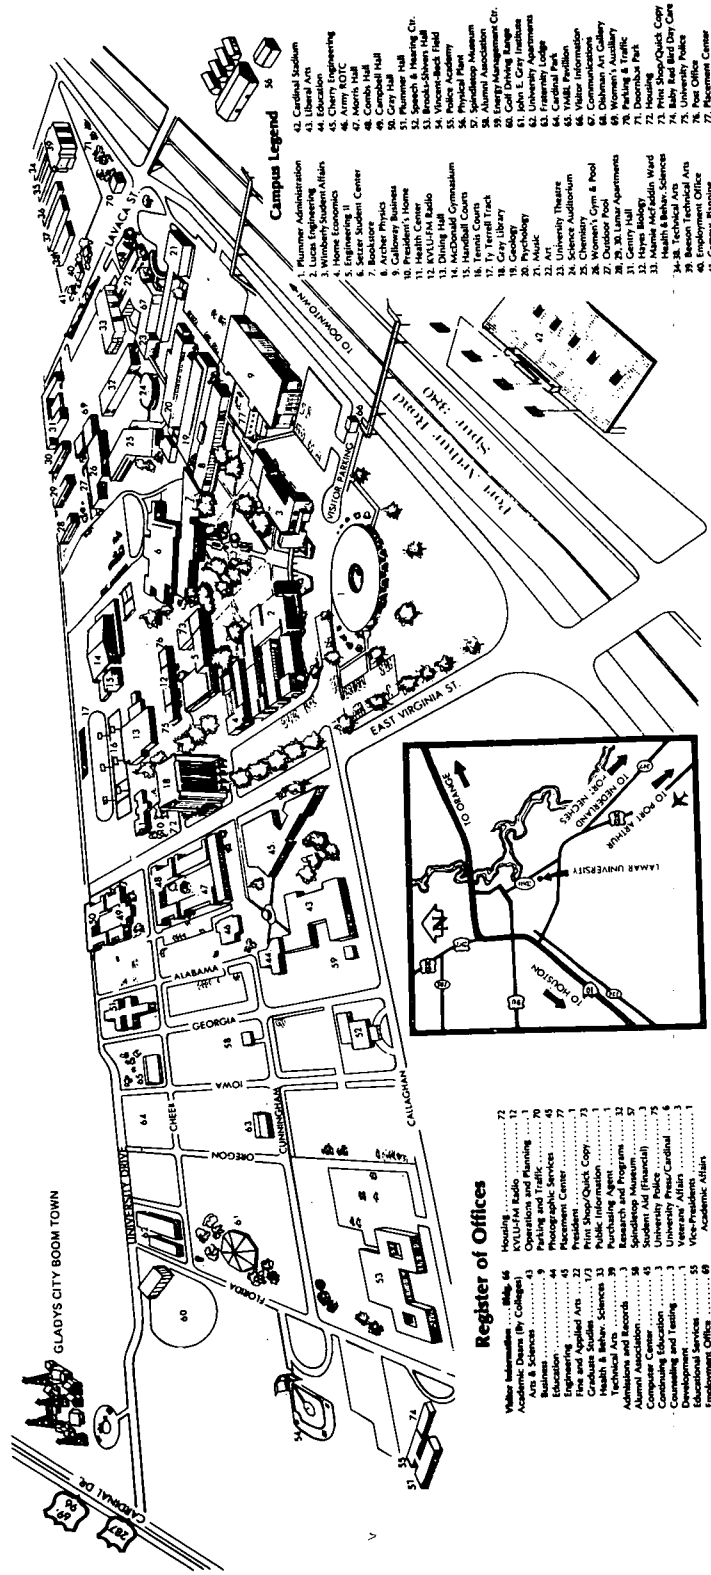 GLADYS CITY BOOM TOWN
CARDINAL DR.
69,
96
287
UNIVERSITY DRIVE
FLORIDA
OREGON
CHEEK
IOWA
CUNNINGHAM
GEORGIA
ALABAMA
CALLAGHAN
EAST VIRGINIA ST.
VISITOR PARKING
LAVACA ST.
TO DOWNTOWN
Port Arthur Road
Spur 380
TO ORANGE
TO HOUSTON
LAMAR UNIVERSITY
TO NEDERLAND
PORT NECHES
TO PORT ARTHUR
N
Campus Legend
1. Plummer Administration
2. Lucas Engineering
3. Wimberly Student Affairs
4. Home Economics
5. Engineering II
6. Setzer Student Center
7. Bookstore
8. Archer Physics
9. Galloway Business
10. President's Home
11. Health Center
12. KVLU-FM Radio
13. Dining Hall
14. McDonald Gymnasium
15. Handball Courts
16. Tennis Courts
17. Ty Terrell Track
18. Gray Library
19. Geology
20. Psychology
21. Music
22. Art
23. University Theatre
24. Science Auditorium
25. Chemistry
26. Women's Gym & Pool
27. Outdoor Pool
28, 29, 30. Lamar Apartments
31. Gentry Hall
32. Hayes Biology
33. Mamie McFaddin Ward
Health & Behav. Sciences
34-38. Technical Arts
39. Beeson Technical Arts
40. Employment Office
42. Cardinal Stadium
43. Liberal Arts
44. Education
45. Cherry Engineering
46. Army ROTC
47. Morris Hall
48. Combs Hall
49. Campbell Hall
50. Gray Hall
51. Plummer Hall
52. Speech & Hearing Ctr.
53. Brooks-Shivers Hall
54. Vincent-Beck Field
55. Police Academy
56. Physical Plant
57. Spindletop Museum
58. Alumni Association
59. Energy Management Ctr.
60. Golf Driving Range
61. John E. Gray Institute
62. University Apartments
63. Fraternity Lodge
64. Cardinal Park
65. YMBL Pavilion
66. Visitor Information
67. Communications
68. Dishman Art Gallery
69. Women's Auxiliary
70. Parking & Traffic
71. Doornbus Park
72. Housing
73. Print Shop/Quick Copy
74. Baby Red Bird Day Care
75. University Police
76. Post Office
77. Placement Center
Register of Offices
Visitor Information Bldg. 66
Academic Deans (By Colleges)
Arts & Sciences 43
Business 9
Education 44
Engineering 45
Fine and Applied Arts 22
Graduate Studies 1/3
Health & Behav. Sciences 33
Technical Arts 39
Admissions and Records 3
Alumni Association 58
Computer Center 45
Continuing Education 3
Counseling and Testing 3
Development 1
Educational Services 55
Employment Office 69
Housing 72
KVLU-FM Radio 12
Operations and Planning 1
Parking and Traffic 70
Photographic Services 45
Placement Center 77
President 1
Print Shop/Quick Copy 73
Public Information 1
Purchasing Agent 1
Research and Programs 32
Spindletop Museum 57
Student Aid (Financial) 3
University Police 75
University Press/Cardinal 6
Veterans' Affairs 3
Vice-Presidents 1
Academic Affairs